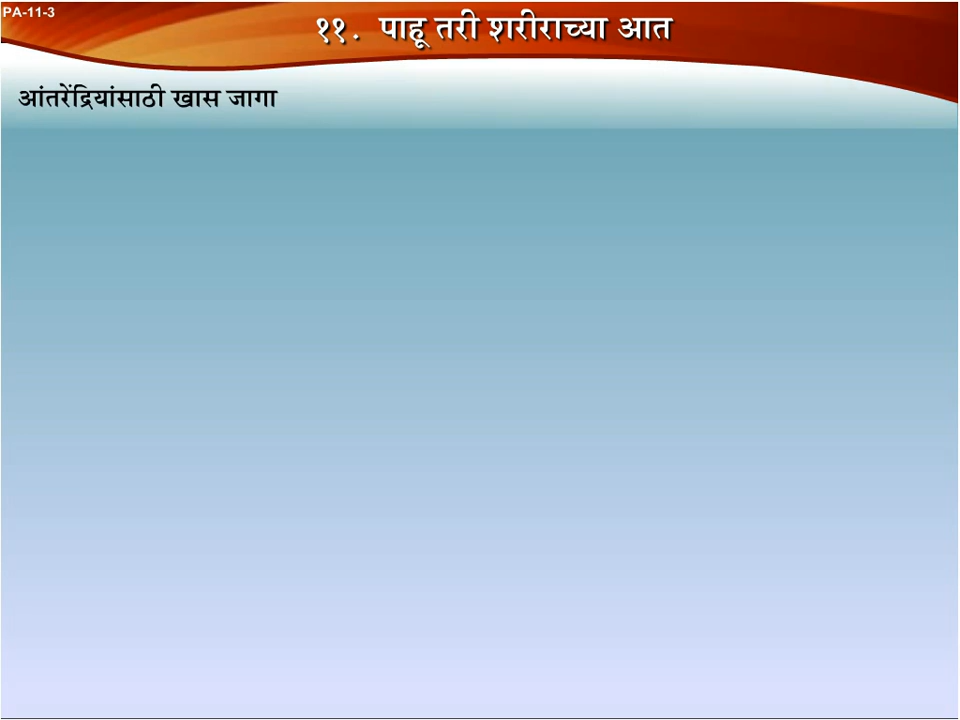 PA-11-3
११. पाहू तरी शरीराच्या आत
आंतरेंद्रियांसाठी खास जागा